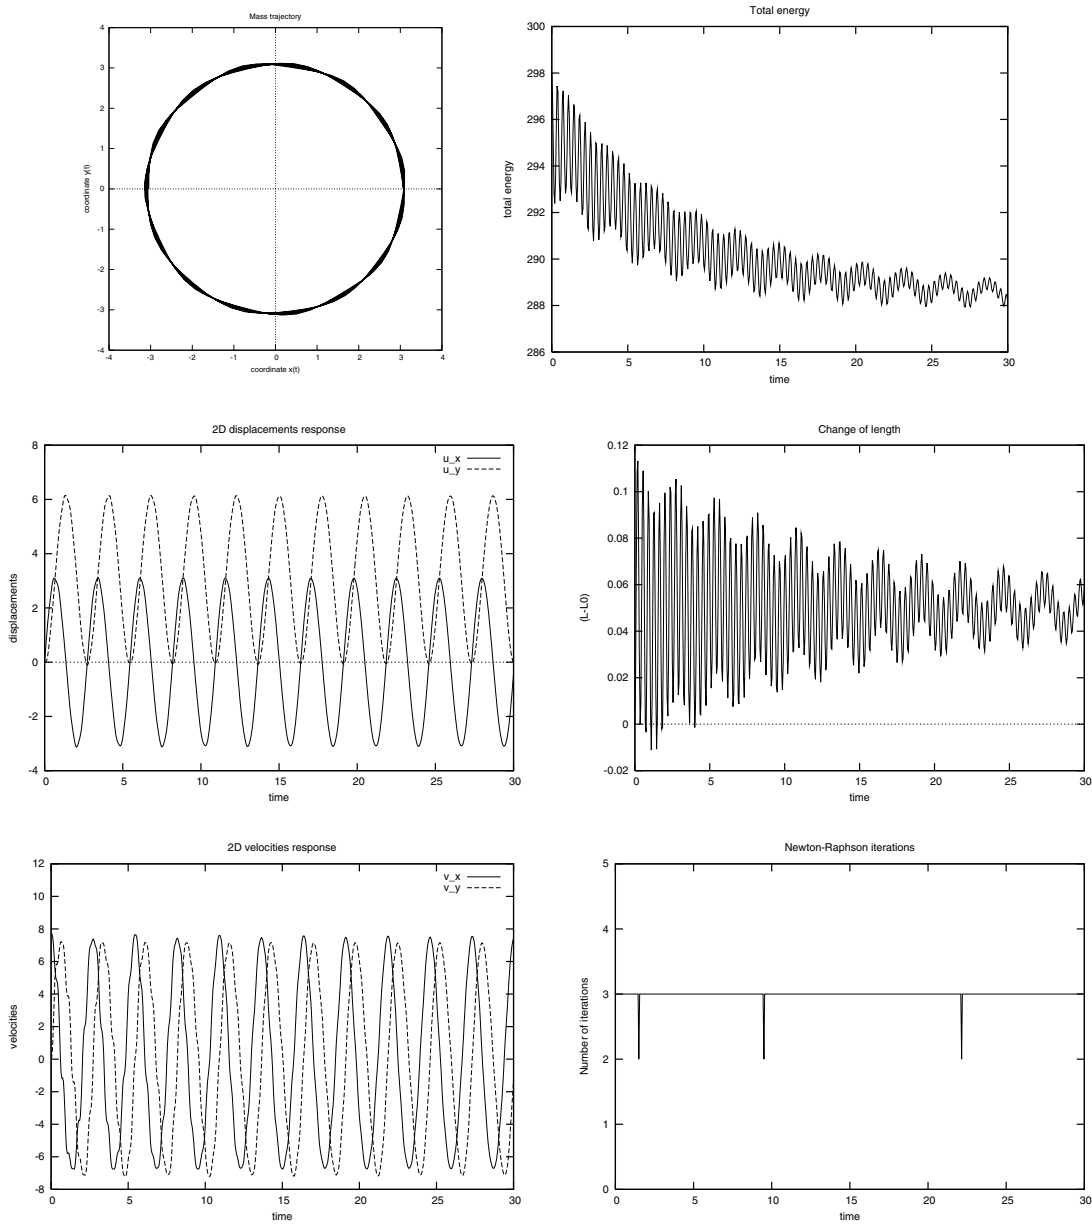 Mass trajectory
4
3
2
1
0
-1
-2
-3
-4
-4 -3 -2 -1 0 1 2 3 4
coordinate y(t)
coordinate x(t)
Total energy
300
298
296
294
292
290
288
286
0 5 10 15 20 25 30
total energy
time
2D displacements response
8
6
4
2
0
-2
-4
0 5 10 15 20 25 30
u_x
u_y
displacements
time
Change of length
0.12
0.1
0.08
0.06
0.04
0.02
0
-0.02
0 5 10 15 20 25 30
(L-L0)
time
2D velocities response
12
10
8
6
4
2
0
-2
-4
-6
-8
0 5 10 15 20 25 30
v_x
v_y
velocities
time
Newton-Raphson iterations
5
4
3
2
1
0
0 5 10 15 20 25 30
Number of iterations
time